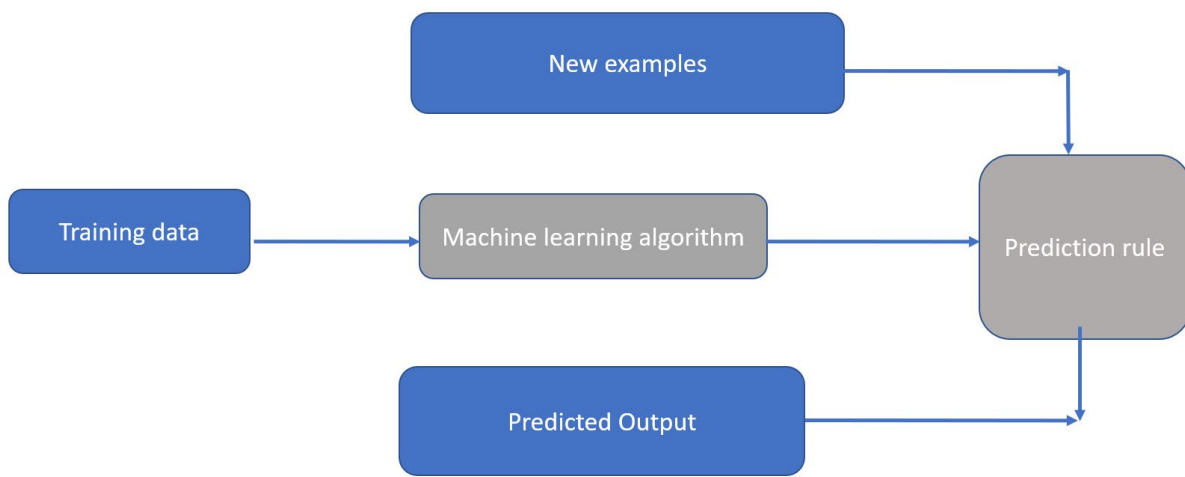 New examples
Training data
Machine learning algorithm
Prediction rule
Predicted Output